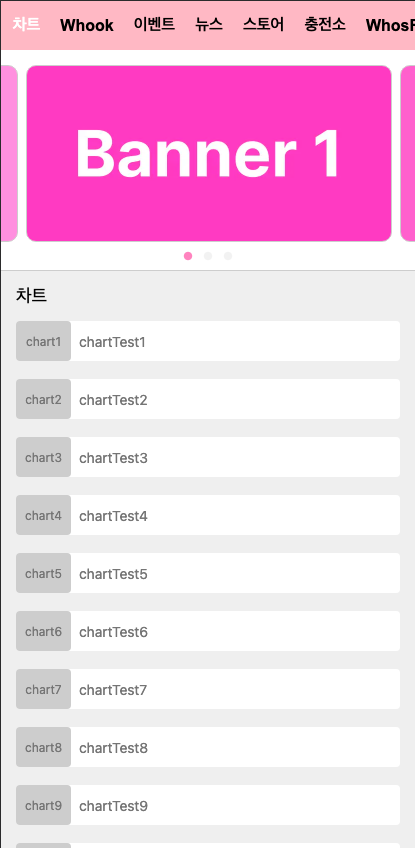 차트 Whook 이벤트 뉴스 스토어 충전소
Banner 1
차트
chart1 chartTest1
chart2 chartTest2
chart3 chartTest3
chart4 chartTest4
chart5 chartTest5
chart6 chartTest6
chart7 chartTest7
chart8 chartTest8
chart9 chartTest9